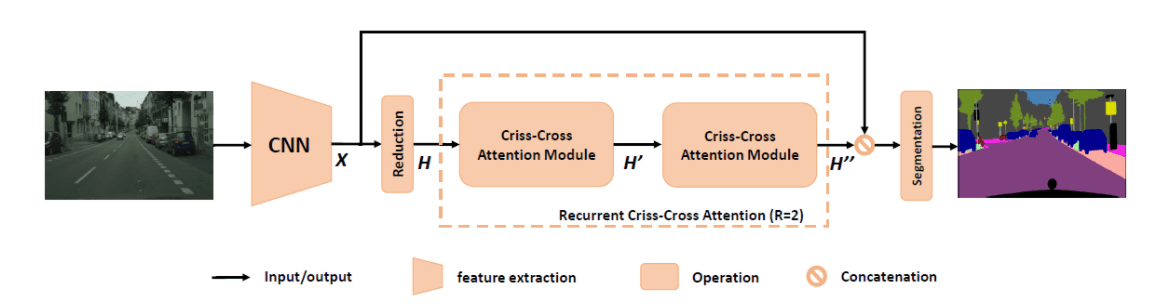 CNN
X
Reduction
H
Criss-Cross
Attention Module
H′
Criss-Cross
Attention Module
H′′
Segmentation
Recurrent Criss-Cross Attention (R=2)
Input/output
feature extraction
Operation
Concatenation